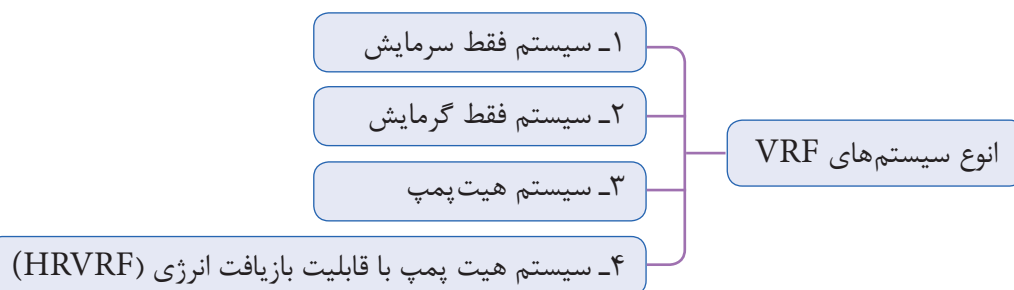 انوع سیستم‌های VRF
۱ـ سیستم فقط سرمایش
۲ـ سیستم فقط گرمایش
۳ـ سیستم هیت‌پمپ
۴ـ سیستم هیت پمپ با قابلیت بازیافت انرژی (HRVRF)